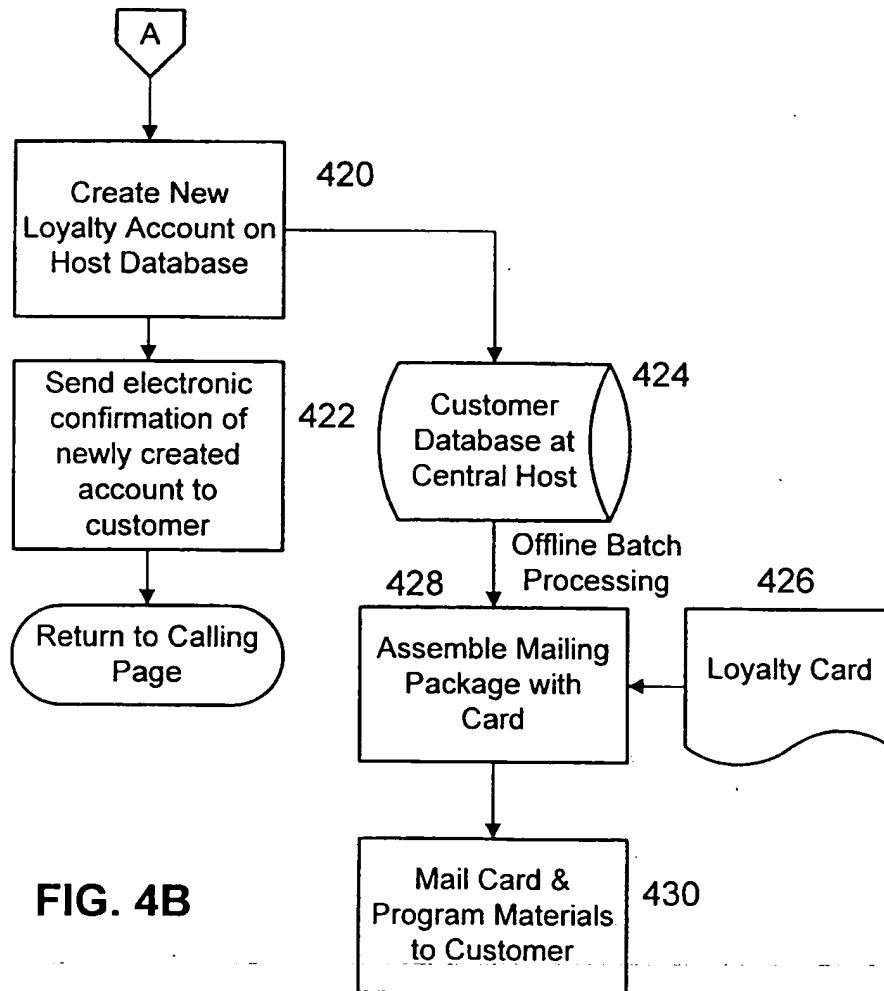 A
Create New
Loyalty Account on
Host Database
420
Send electronic
confirmation of
newly created
account to
customer
422
Customer
Database at
Central Host
424
Offline Batch
Processing
Return to Calling
Page
428
Assemble Mailing
Package with
Card
426
Loyalty Card
Mail Card &
Program Materials
to Customer
430
FIG. 4B